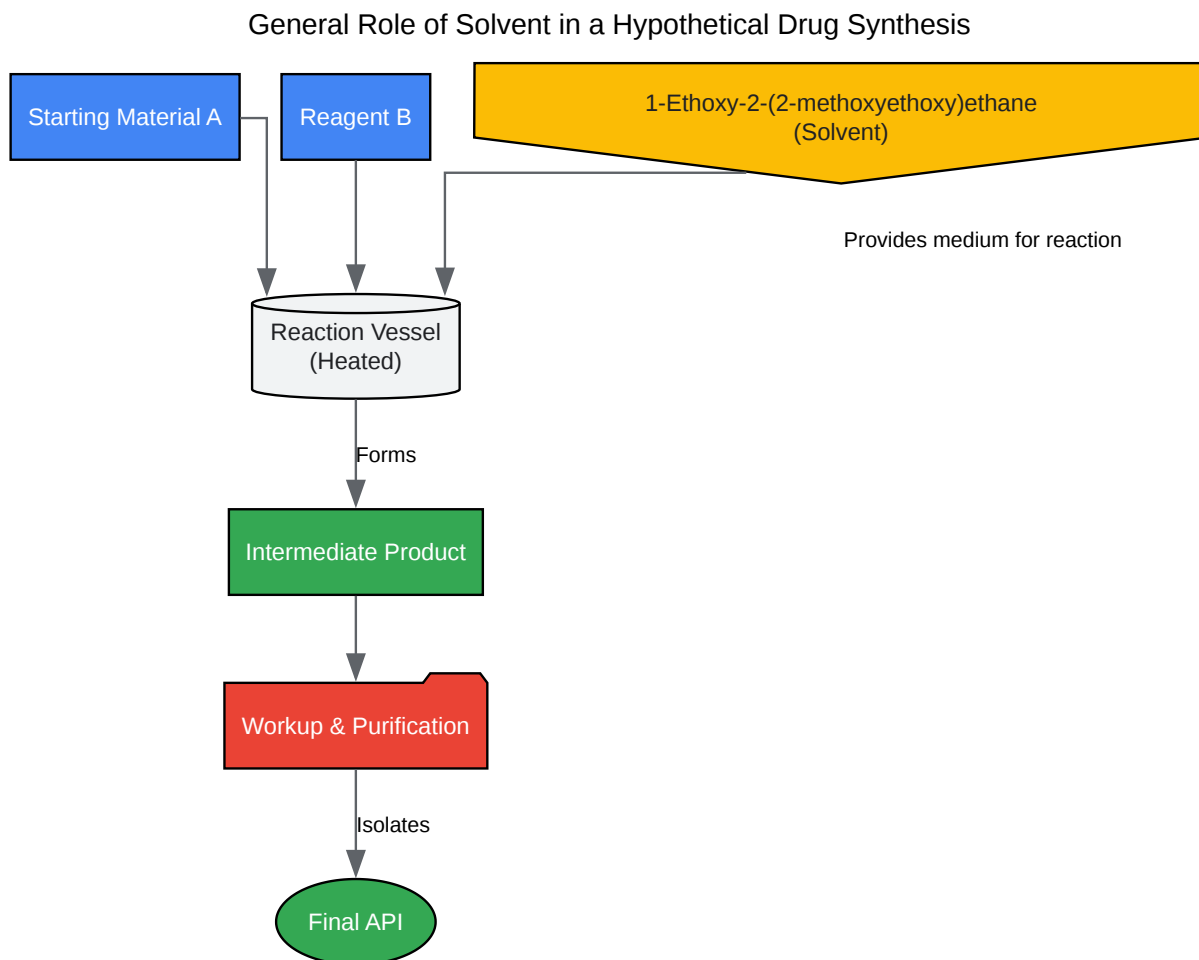 General Role of Solvent in a Hypothetical Drug Synthesis
Starting Material A
Reagent B
1-Ethoxy-2-(2-methoxyethoxy)ethane
(Solvent)
Provides medium for reaction
Reaction Vessel
(Heated)
Forms
Intermediate Product
Workup & Purification
Isolates
Final API